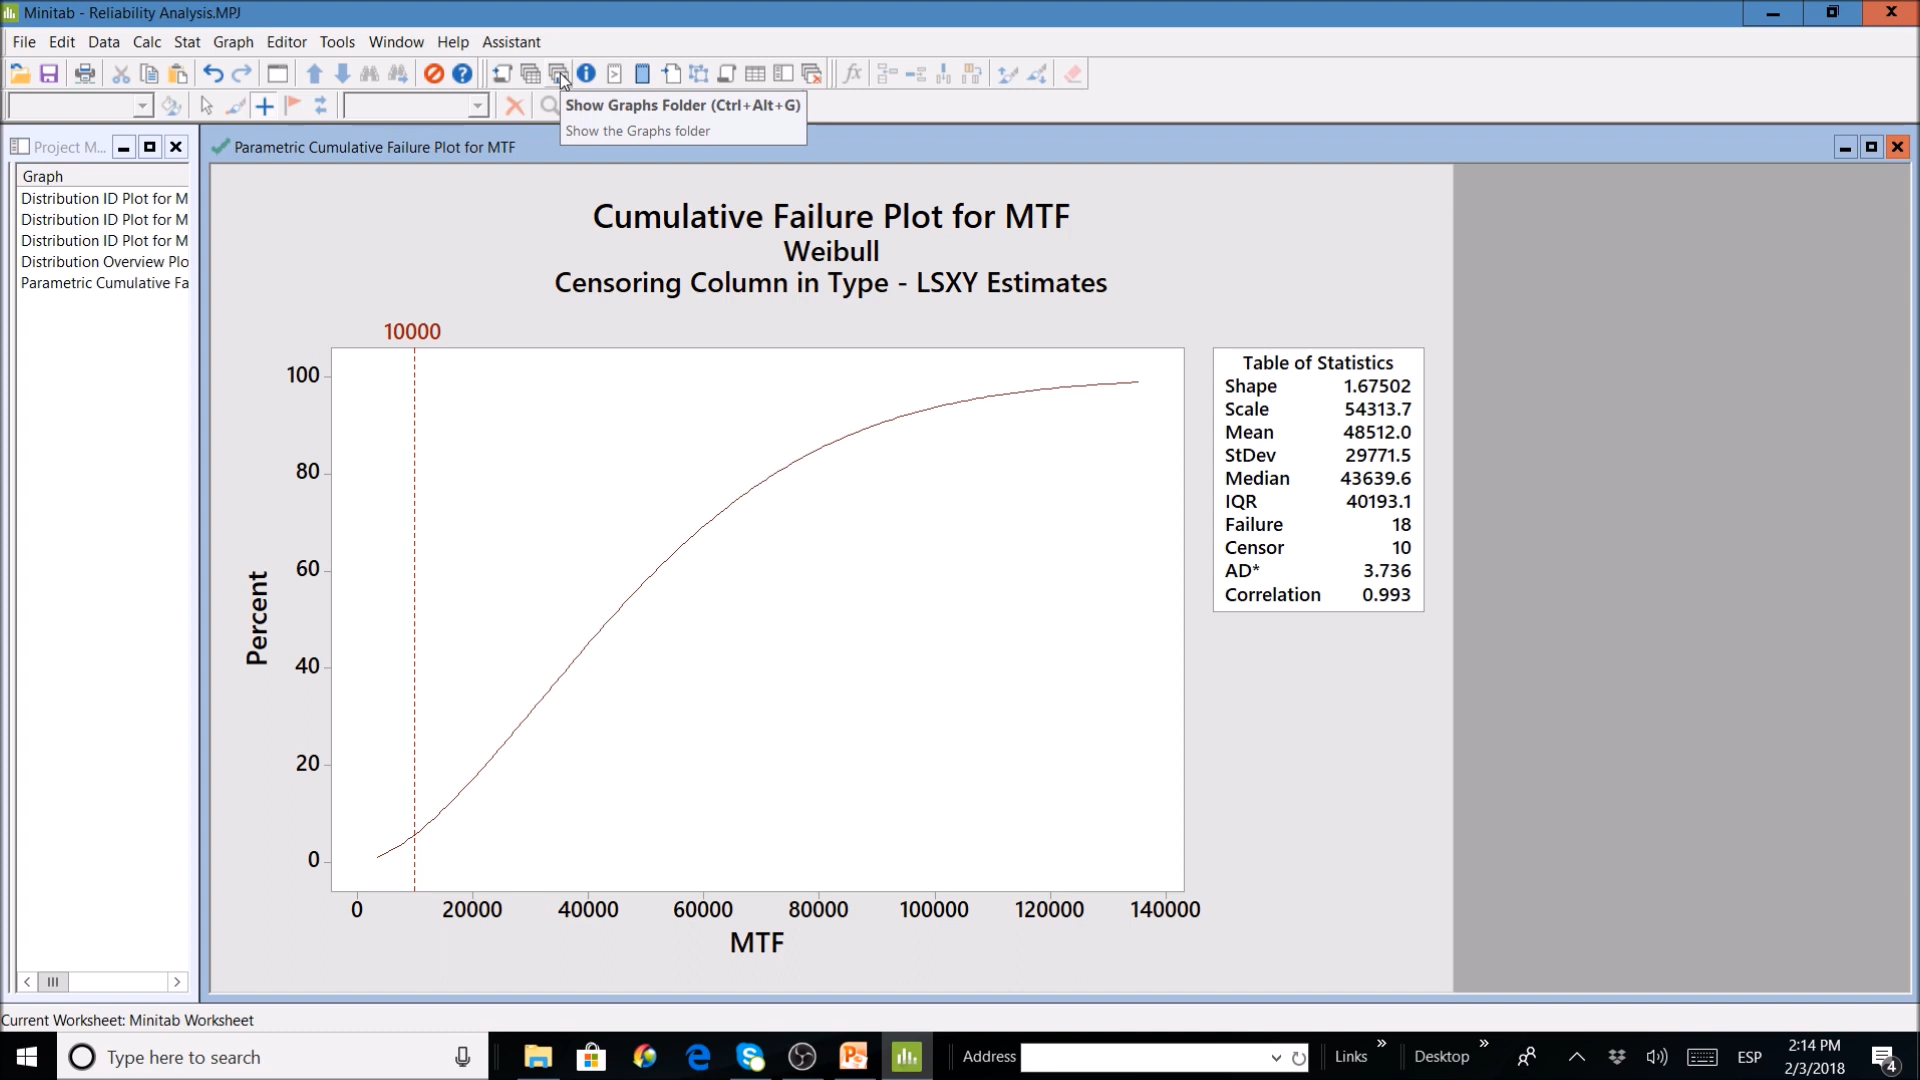 Minitab - Reliability Analysis.MPJ
File Edit Data Calc Stat Graph Editor Tools Window Help Assistant
Show Graphs Folder (Ctrl+Alt+G)
Show the Graphs folder
Project M...
Parametric Cumulative Failure Plot for MTF
Graph
Distribution ID Plot for M
Distribution ID Plot for M
Distribution ID Plot for M
Distribution Overview Plo
Parametric Cumulative Fa
Cumulative Failure Plot for MTF
Weibull
Censoring Column in Type - LSXY Estimates
10000
100
80
60
40
20
0
Percent
0 20000 40000 60000 80000 100000 120000 140000
MTF
Table of Statistics
Shape 1.67502
Scale 54313.7
Mean 48512.0
StDev 29771.5
Median 43639.6
IQR 40193.1
Failure 18
Censor 10
AD* 3.736
Correlation 0.993
Current Worksheet: Minitab Worksheet
Type here to search
Address
Links
Desktop
ESP
2:14 PM
2/3/2018
4